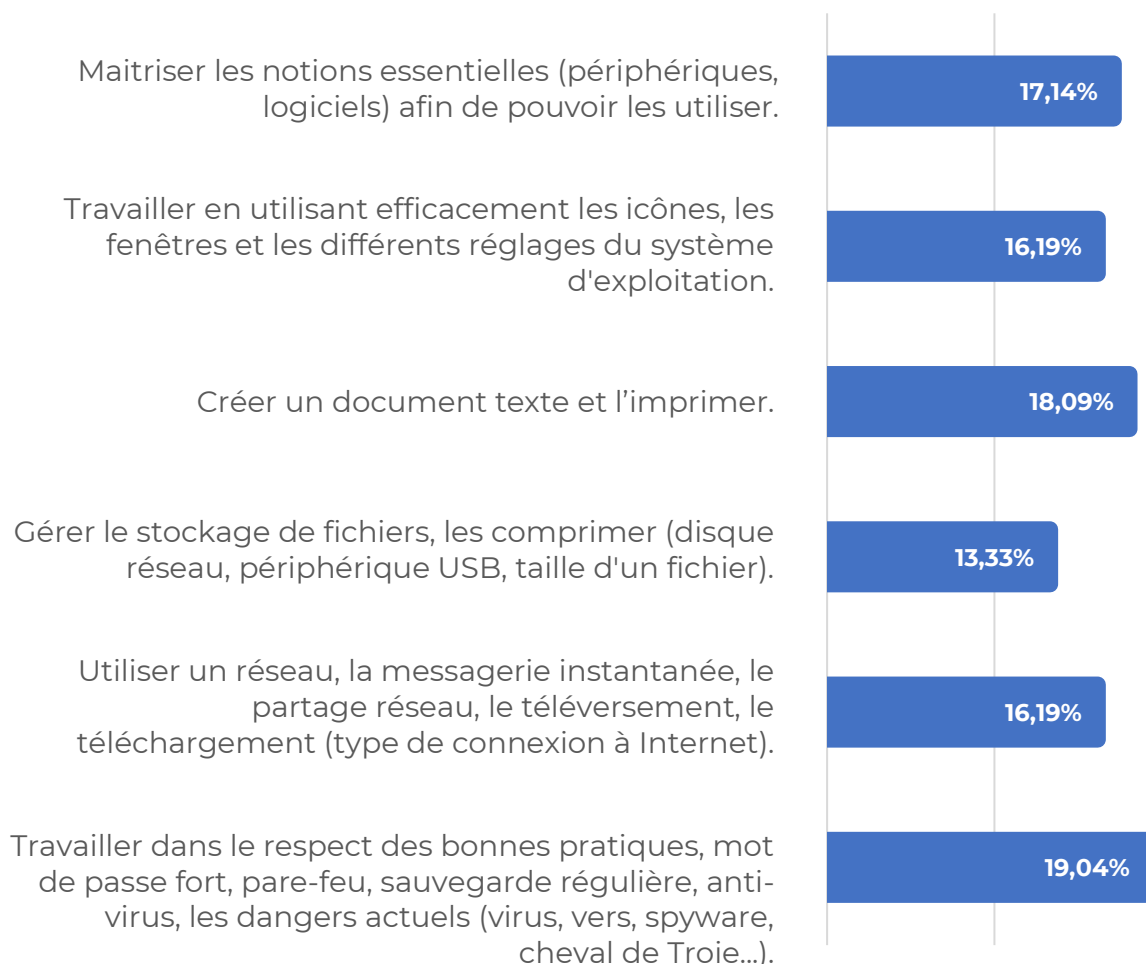 Maitriser les notions essentielles (périphériques,
logiciels) afin de pouvoir les utiliser.
17,14%
Travailler en utilisant efficacement les icônes, les
fenêtres et les différents réglages du système
d'exploitation.
16,19%
Créer un document texte et l’imprimer.
18,09%
Gérer le stockage de fichiers, les comprimer (disque
réseau, périphérique USB, taille d'un fichier).
13,33%
Utiliser un réseau, la messagerie instantanée, le
partage réseau, le téléversement, le
téléchargement (type de connexion à Internet).
16,19%
Travailler dans le respect des bonnes pratiques, mot
de passe fort, pare-feu, sauvegarde régulière, anti-
virus, les dangers actuels (virus, vers, spyware,
cheval de Troie...).
19,04%